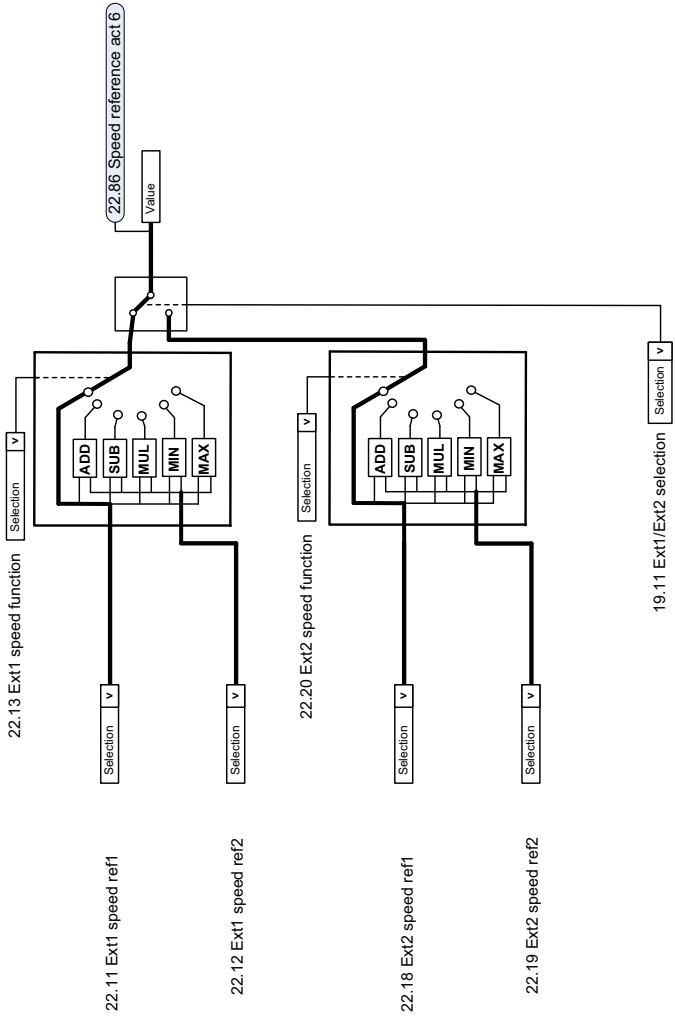 22.86 Speed reference act 6
Value
22.13 Ext1 speed function
Selection
v
ADD
SUB
MUL
MIN
MAX
22.11 Ext1 speed ref1
Selection
v
22.12 Ext1 speed ref2
Selection
v
22.20 Ext2 speed function
Selection
v
ADD
SUB
MUL
MIN
MAX
22.18 Ext2 speed ref1
Selection
v
22.19 Ext2 speed ref2
Selection
v
19.11 Ext1/Ext2 selection
Selection
v